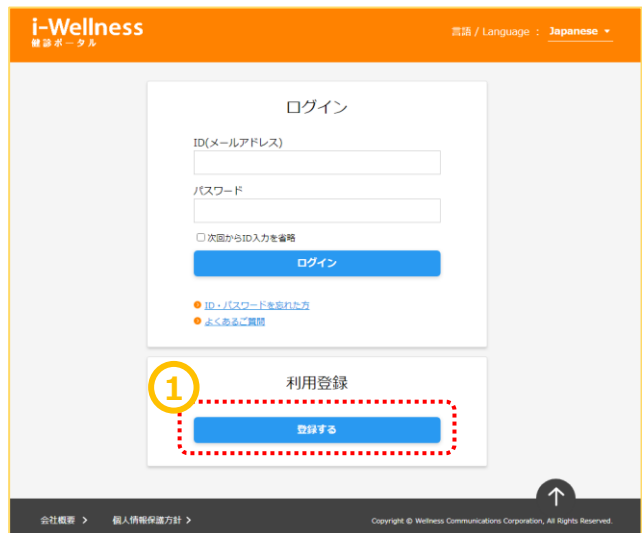 i-Wellness
健診ポータル
言語 / Language ： Japanese
ログイン
ID(メールアドレス)
パスワード
次回からID入力を省略
ログイン
ID・パスワードを忘れた方
よくあるご質問
1
利用登録
登録する
会社概要
個人情報保護方針
Copyright © Wellness Communications Corporation, All Rights Reserved.